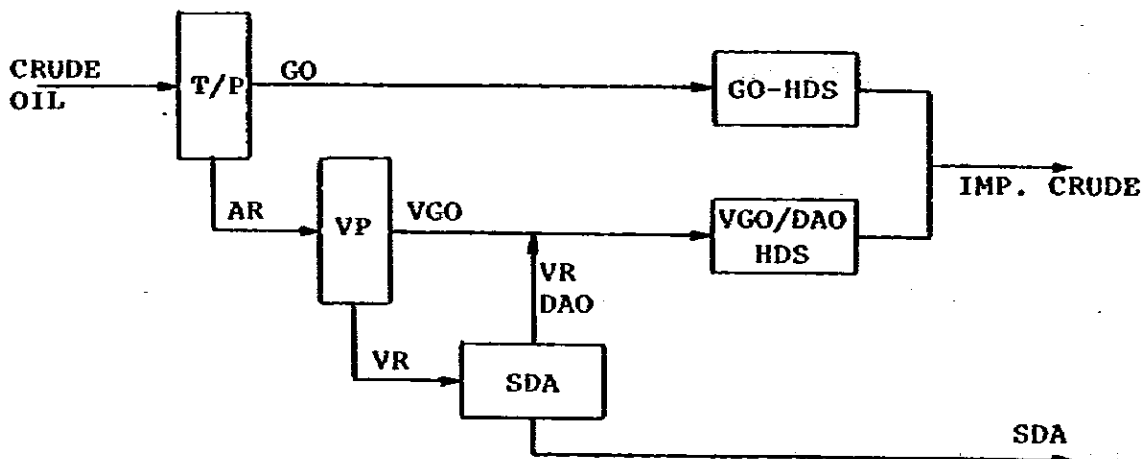 CRUDE
OIL
T/P
GO
GO-HDS
IMP. CRUDE
AR
VP
VGO
VGO/DAO
HDS
VR
DAO
VR
SDA
SDA